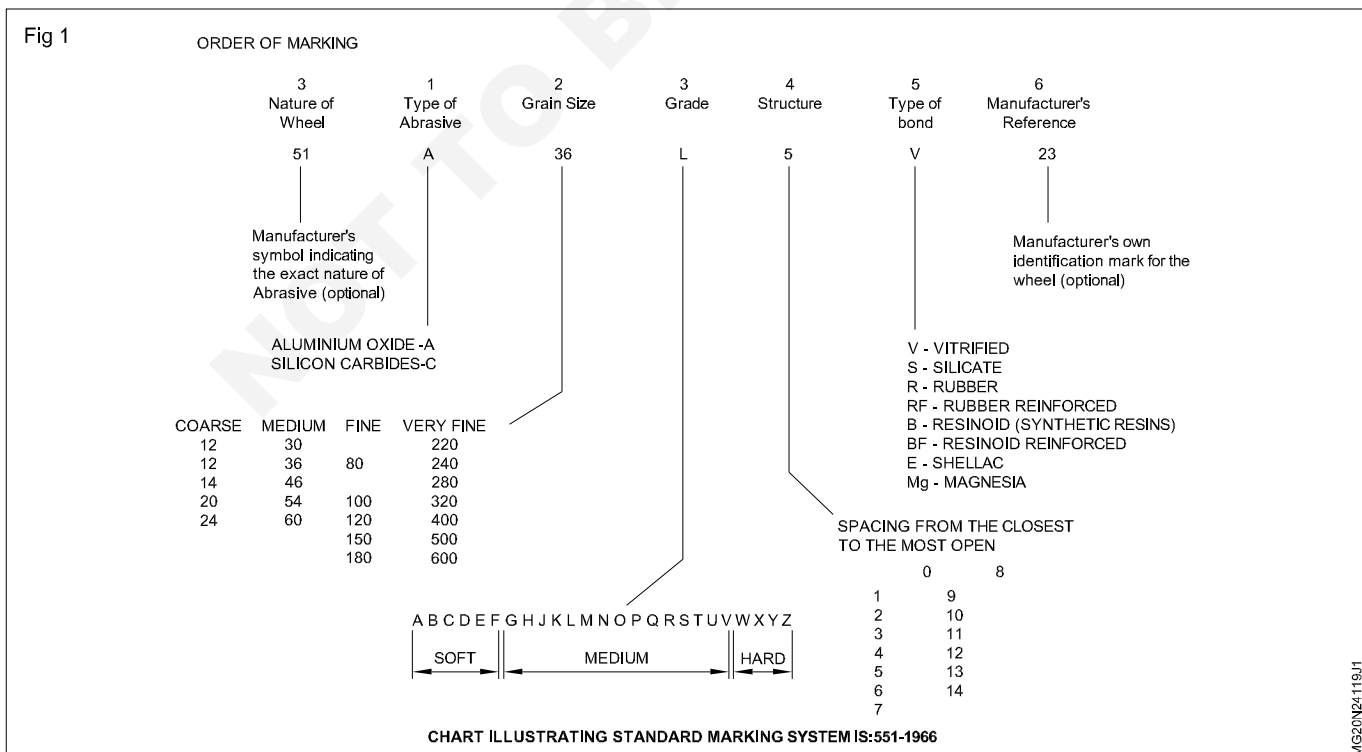 Fig 1
ORDER OF MARKING
3 1 2 3 4 5 6
Nature of Wheel Type of Abrasive Grain Size Grade Structure Type of bond Manufacturer's Reference
51 A 36 L 5 V 23
Manufacturer's
symbol indicating
the exact nature of
Abrasive (optional)
Manufacturer's own
identification mark for the
wheel (optional)
ALUMINIUM OXIDE -A
SILICON CARBIDES-C
V - VITRIFIED
S - SILICATE
R - RUBBER
RF - RUBBER REINFORCED
B - RESINOID (SYNTHETIC RESINS)
BF - RESINOID REINFORCED
E - SHELLAC
Mg - MAGNESIA
COARSE MEDIUM FINE VERY FINE
12 30 220
12 36 80 240
14 46 280
20 54 100 320
24 60 120 400
150 500
180 600
SPACING FROM THE CLOSEST
TO THE MOST OPEN
0 8
1 9
2 10
3 11
4 12
5 13
6 14
7
A B C D E F G H J K L M N O P Q R S T U V W X Y Z
SOFT MEDIUM HARD
CHART ILLUSTRATING STANDARD MARKING SYSTEM IS:551-1966
NOT TO B